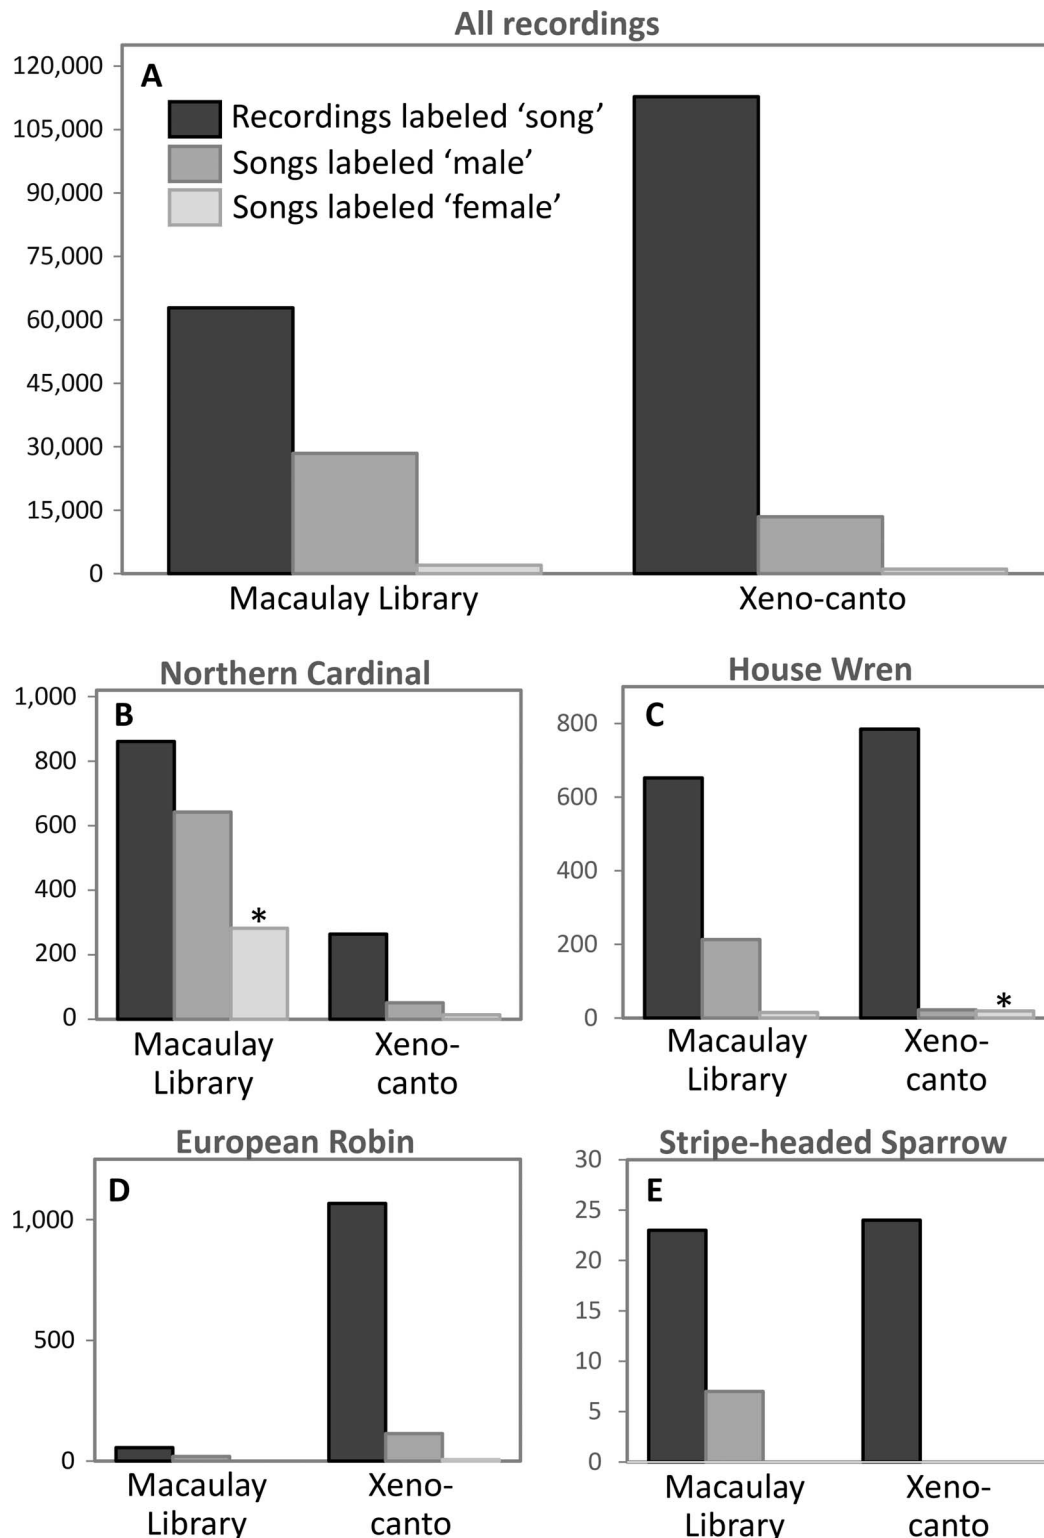 All recordings
A
120,000
105,000
90,000
75,000
60,000
45,000
30,000
15,000
0
Recordings labeled ‘song’
Songs labeled ‘male’
Songs labeled ‘female’
Macaulay Library
Xeno-canto
Northern Cardinal
B
1,000
800
600
400
200
0
*
Macaulay
Library
Xeno-
canto
House Wren
C
800
600
400
200
0
*
Macaulay
Library
Xeno-
canto
European Robin
D
1,000
500
0
Macaulay
Library
Xeno-
canto
Stripe-headed Sparrow
E
30
25
20
15
10
5
0
Macaulay
Library
Xeno-
canto